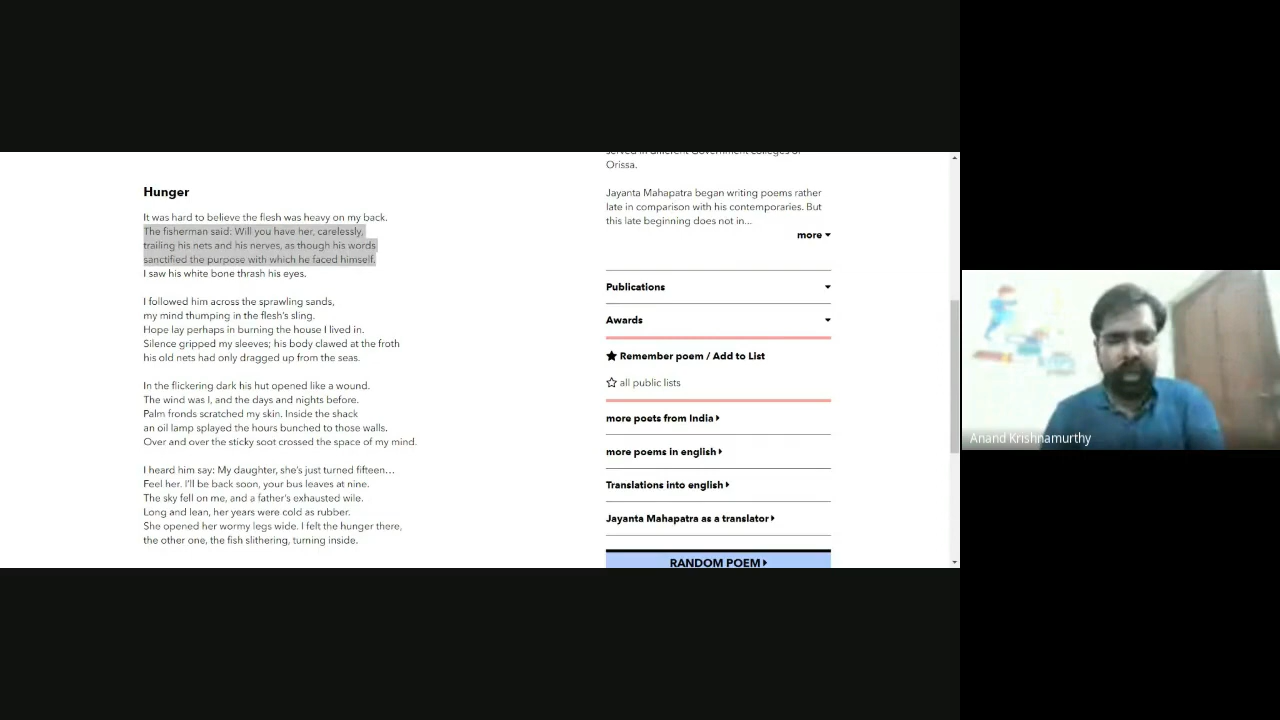 Hunger
It was hard to believe the flesh was heavy on my back.
The fisherman said: Will you have her, carelessly,
trailing his nets and his nerves, as though his words
sanctified the purpose with which he faced himself.
I saw his white bone thrash his eyes.
I followed him across the sprawling sands,
my mind thumping in the flesh's sling.
Hope lay perhaps in burning the house I lived in.
Silence gripped my sleeves; his body clawed at the froth
his old nets had only dragged up from the seas.
In the flickering dark his hut opened like a wound.
The wind was I, and the days and nights before.
Palm fronds scratched my skin. Inside the shack
an oil lamp splayed the hours bunched to those walls.
Over and over the sticky soot crossed the space of my mind.
I heard him say: My daughter, she's just turned fifteen…
Feel her. I'll be back soon, your bus leaves at nine.
The sky fell on me, and a father's exhausted wile.
Long and lean, her years were cold as rubber.
She opened her wormy legs wide. I felt the hunger there,
the other one, the fish slithering, turning inside.
served in different Government colleges of
Orissa.
Jayanta Mahapatra began writing poems rather
late in comparison with his contemporaries. But
this late beginning does not in...
more
Publications
Awards
Remember poem / Add to List
all public lists
more poets from India
more poems in english
Translations into english
Jayanta Mahapatra as a translator
RANDOM POEM
Anand Krishnamurthy